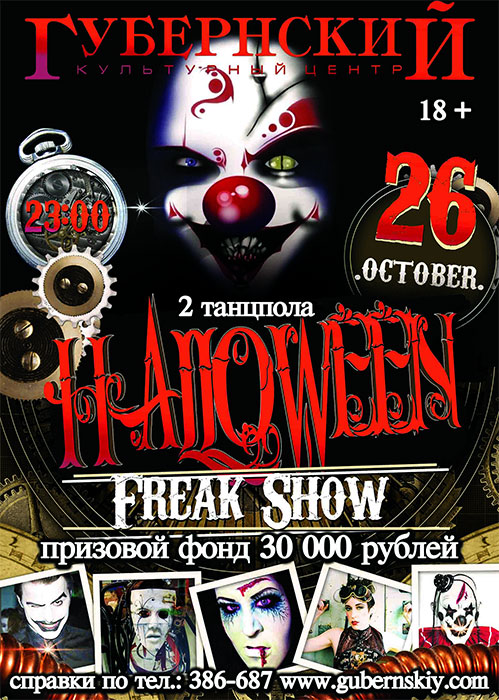 ГУБЕРНСКИЙ
КУЛЬТУРНЫЙ ЦЕНТР
18 +
23:00
26
.OCTOBER.
2 танцпола
HALLOWEEN
FREAK SHOW
призовой фонд 30 000 рублей
справки по тел.: 386-687 www.gubernskiy.com